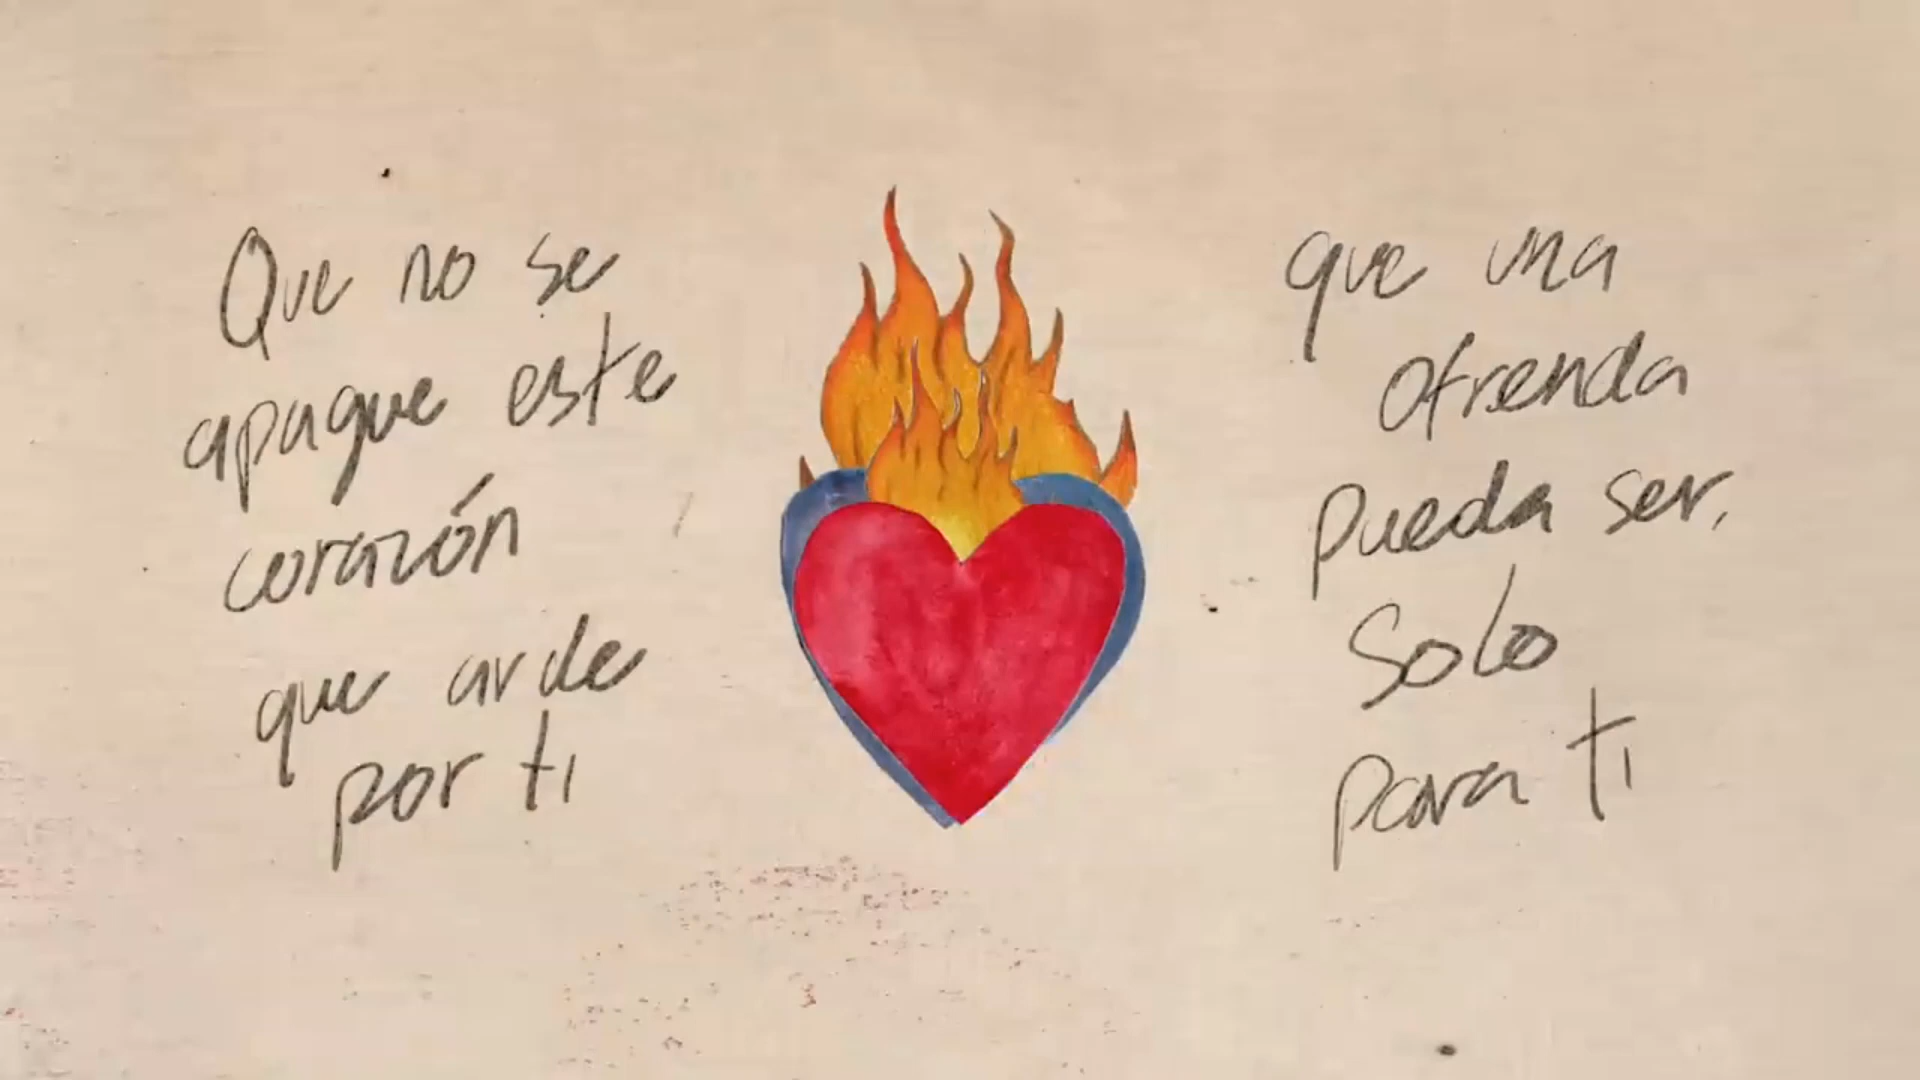 Que no se
apague este
corazón
que arde
por ti
que una
ofrenda
pueda ser,
Solo
para ti